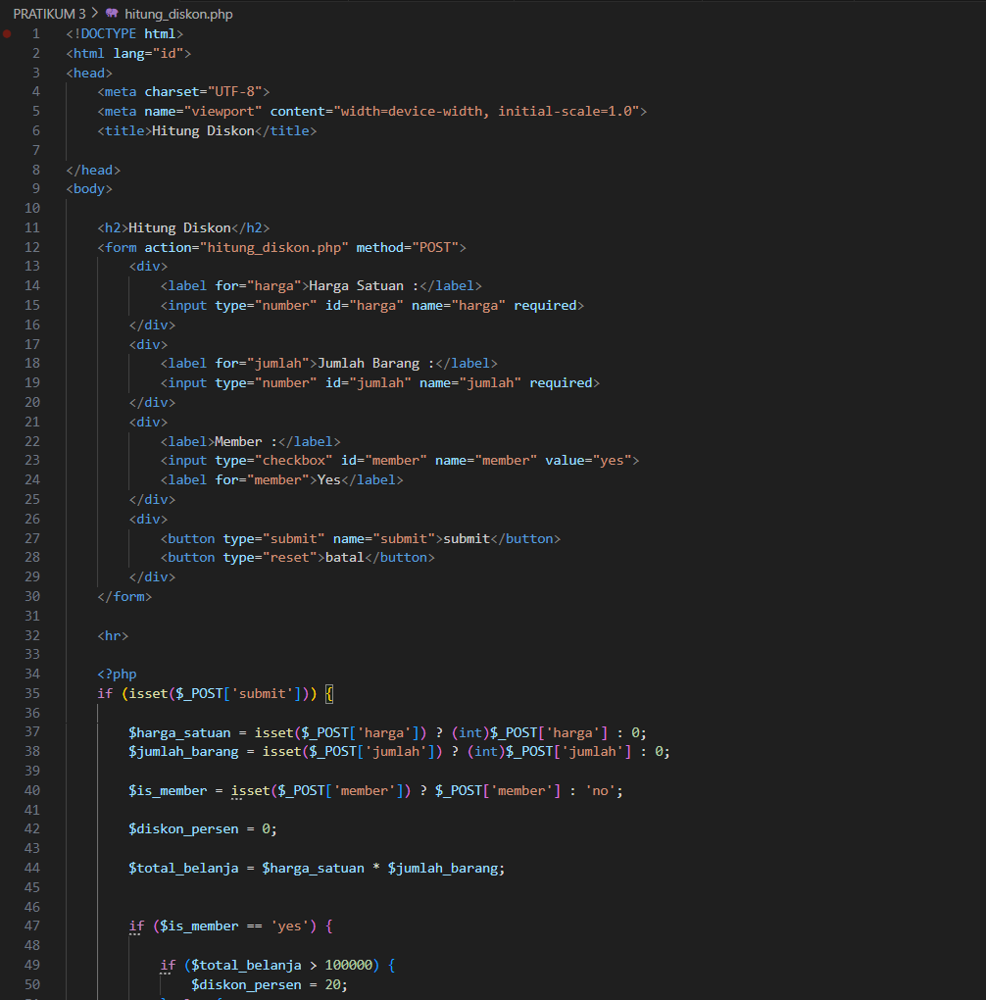 PRATIKUM 3 > hitung_diskon.php
1 <!DOCTYPE html>
2 <html lang="id">
3 <head>
4     <meta charset="UTF-8">
5     <meta name="viewport" content="width=device-width, initial-scale=1.0">
6     <title>Hitung Diskon</title>
7
8 </head>
9 <body>
10
11     <h2>Hitung Diskon</h2>
12     <form action="hitung_diskon.php" method="POST">
13         <div>
14             <label for="harga">Harga Satuan :</label>
15             <input type="number" id="harga" name="harga" required>
16         </div>
17         <div>
18             <label for="jumlah">Jumlah Barang :</label>
19             <input type="number" id="jumlah" name="jumlah" required>
20         </div>
21         <div>
22             <label>Member :</label>
23             <input type="checkbox" id="member" name="member" value="yes">
24             <label for="member">Yes</label>
25         </div>
26         <div>
27             <button type="submit" name="submit">submit</button>
28             <button type="reset">batal</button>
29         </div>
30     </form>
31
32     <hr>
33
34     <?php
35     if (isset($_POST['submit'])) {
36
37         $harga_satuan = isset($_POST['harga']) ? (int)$_POST['harga'] : 0;
38         $jumlah_barang = isset($_POST['jumlah']) ? (int)$_POST['jumlah'] : 0;
39
40         $is_member = isset($_POST['member']) ? $_POST['member'] : 'no';
41
42         $diskon_persen = 0;
43
44         $total_belanja = $harga_satuan * $jumlah_barang;
45
46
47         if ($is_member == 'yes') {
48
49             if ($total_belanja > 100000) {
50                 $diskon_persen = 20;